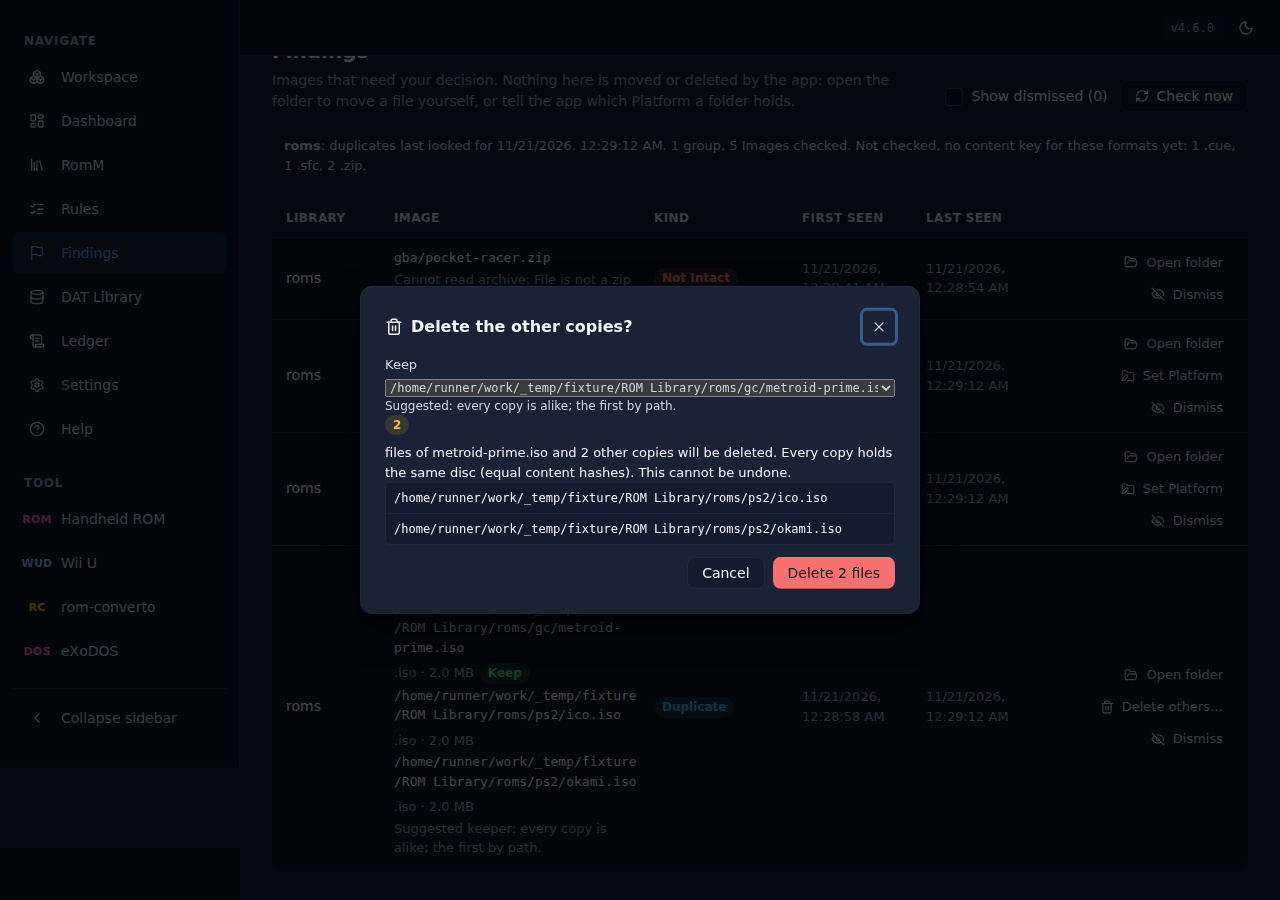 NAVIGATE
Workspace
Dashboard
RomM
Rules
Findings
DAT Library
Ledger
Settings
Help
TOOL
ROM Handheld ROM
WUD Wii U
RC rom-converto
DOS eXoDOS
Collapse sidebar
v4.6.0
Findings
Images that need your decision. Nothing here is moved or deleted by the app: open the
folder to move a file yourself, or tell the app which Platform a folder holds.
Show dismissed (0)
Check now
roms: duplicates last looked for 11/21/2026, 12:29:12 AM. 1 group, 5 Images checked. Not checked, no content key for these formats yet: 1 .cue,
1 .sfc, 2 .zip.
LIBRARY IMAGE KIND FIRST SEEN LAST SEEN
roms
gba/pocket-racer.zip
Cannot read archive: File is not a zip
Not Intact
11/21/2026,
11/21/2026,
12:28:54 AM
Open folder
Dismiss
Delete the other copies?
Keep
/home/runner/work/_temp/fixture/ROM Library/roms/gc/metroid-prime.is
Suggested: every copy is alike; the first by path.
2
files of metroid-prime.iso and 2 other copies will be deleted. Every copy holds
the same disc (equal content hashes). This cannot be undone.
/home/runner/work/_temp/fixture/ROM Library/roms/ps2/ico.iso
/home/runner/work/_temp/fixture/ROM Library/roms/ps2/okami.iso
Cancel
Delete 2 files
roms
11/21/2026,
12:29:12 AM
Open folder
Set Platform
Dismiss
roms
11/21/2026,
12:29:12 AM
Open folder
Set Platform
Dismiss
roms
/ROM Library/roms/gc/metroid-
prime.iso
.iso · 2.0 MB Keep
/home/runner/work/_temp/fixture
/ROM Library/roms/ps2/ico.iso
.iso · 2.0 MB
/home/runner/work/_temp/fixture
/ROM Library/roms/ps2/okami.iso
.iso · 2.0 MB
Suggested keeper: every copy is
alike; the first by path.
Duplicate
11/21/2026,
12:28:58 AM
11/21/2026,
12:29:12 AM
Open folder
Delete others…
Dismiss